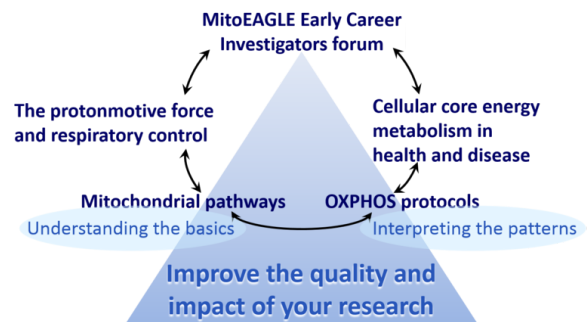 MitoEAGLE Early Career
Investigators forum
The protonmotive force
and respiratory control
Cellular core energy
metabolism in
health and disease
Mitochondrial pathways
OXPHOS protocols
Understanding the basics
Interpreting the patterns
Improve the quality and
impact of your research